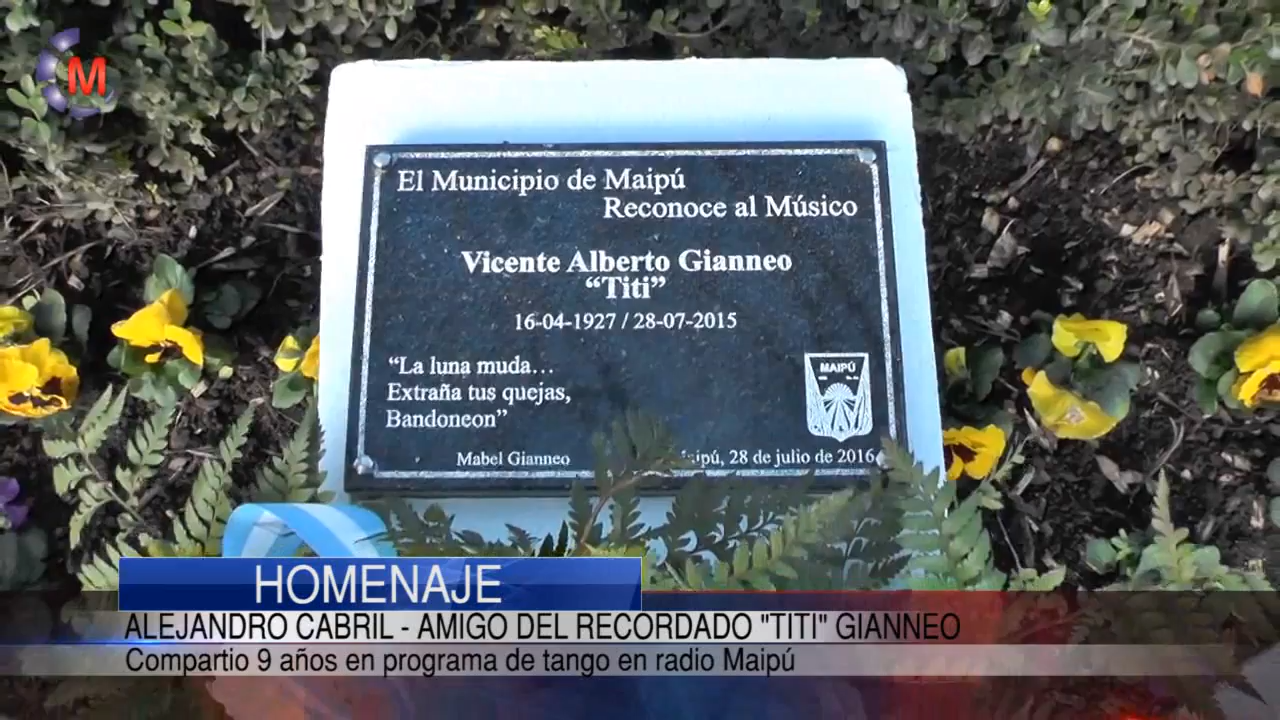 M
El Municipio de Maipú
Reconoce al Músico
Vicente Alberto Gianneo
“Titi”
16-04-1927 / 28-07-2015
“La luna muda...
Extraña tus quejas,
Bandoneon”
MAIPÚ
Mabel Gianneo
28 de julio de 2016
HOMENAJE
ALEJANDRO CABRIL - AMIGO DEL RECORDADO "TITI" GIANNEO
Compartio 9 años en programa de tango en radio Maipú